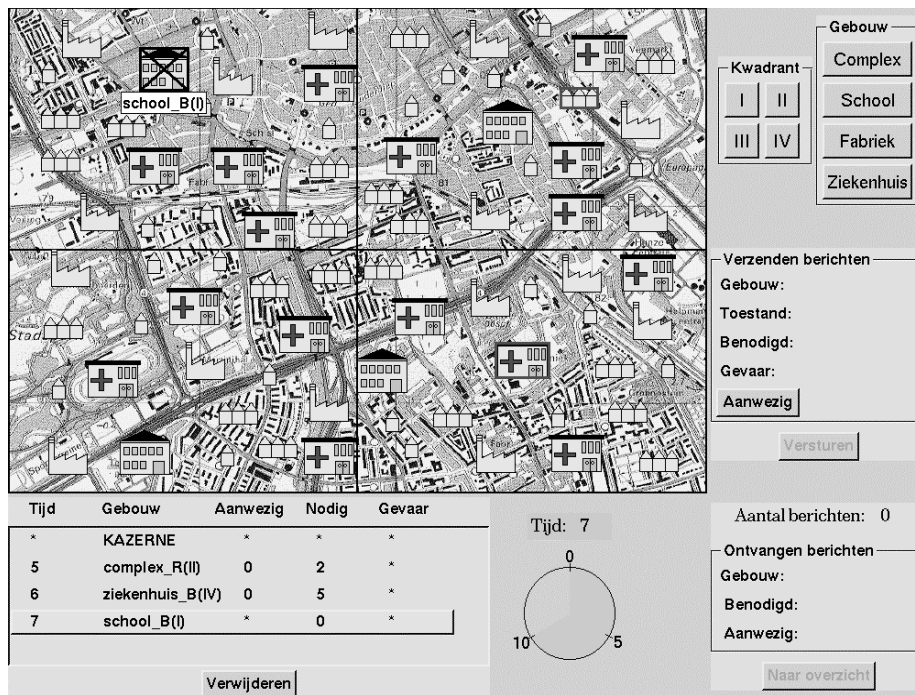 Gebouw
Complex
School
Fabriek
Ziekenhuis
Kwadrant
I II
III IV
school_B(I)
Verzenden berichten
Gebouw:
Toestand:
Benodigd:
Gevaar:
Aanwezig
Versturen
Tijd Gebouw Aanwezig Nodig Gevaar
* KAZERNE * * *
5 complex_R(II) 0 2 *
6 ziekenhuis_B(IV) 0 5 *
7 school_B(I) * 0 *
Verwijderen
Tijd: 7
0
5
10
Aantal berichten: 0
Ontvangen berichten
Gebouw:
Benodigd:
Aanwezig:
Naar overzicht